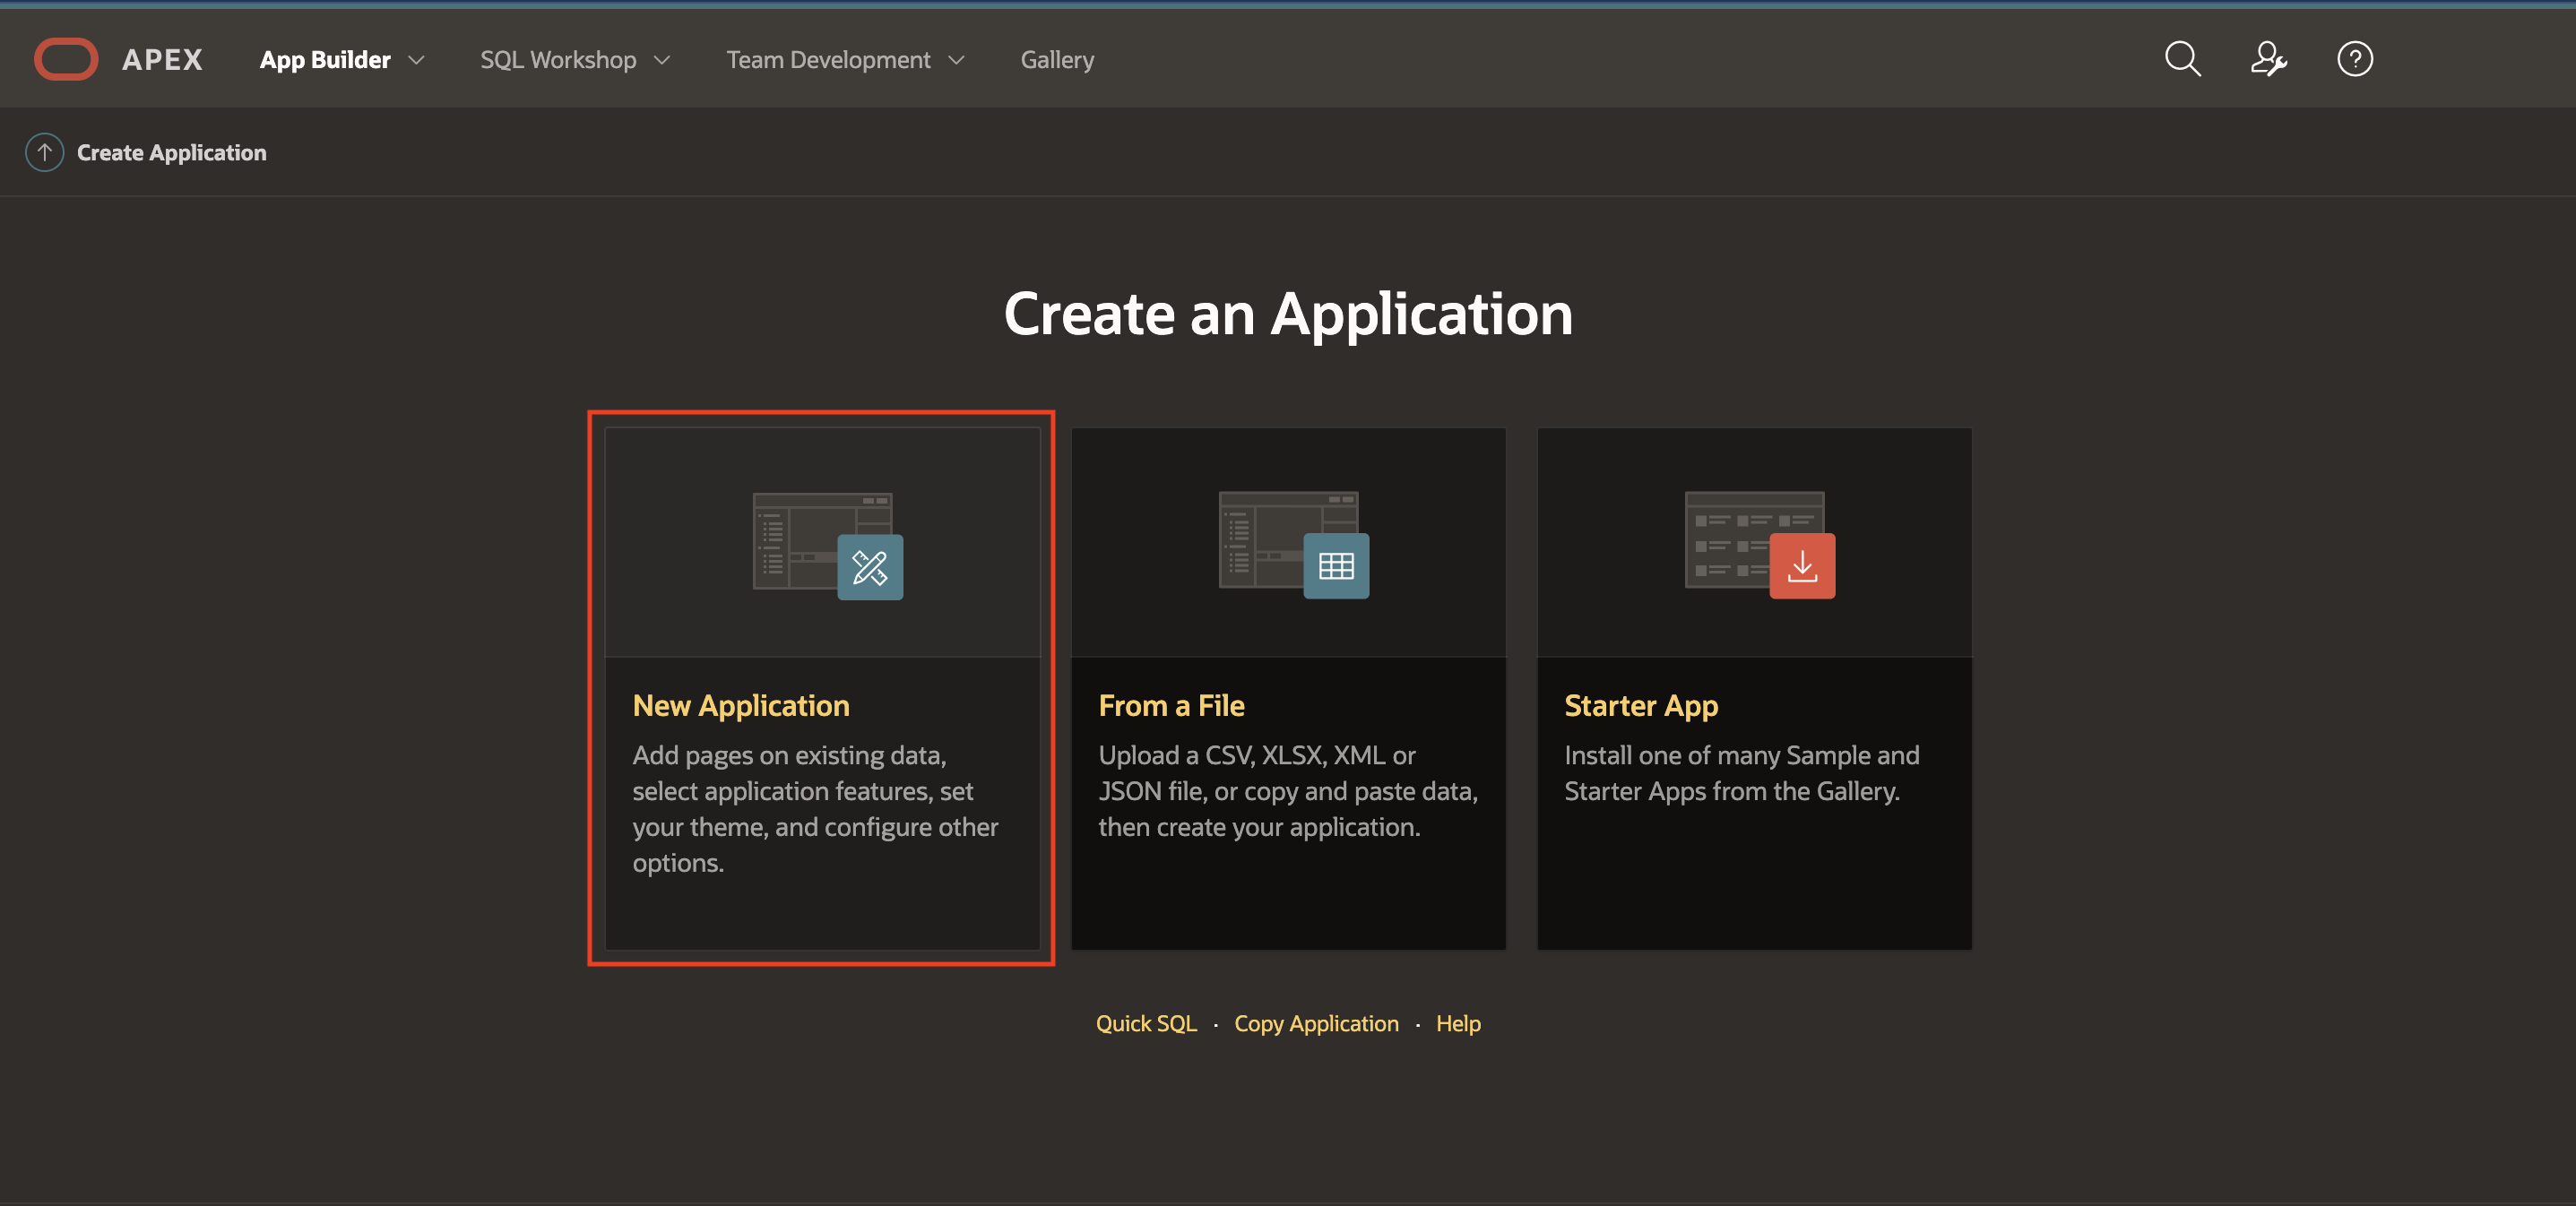 APEX App Builder SQL Workshop Team Development Gallery ?
Create Application
Create an Application
New Application
Add pages on existing data,
select application features, set
your theme, and configure other
options.
From a File
Upload a CSV, XLSX, XML or
JSON file, or copy and paste data,
then create your application.
Starter App
Install one of many Sample and
Starter Apps from the Gallery.
Quick SQL · Copy Application · Help